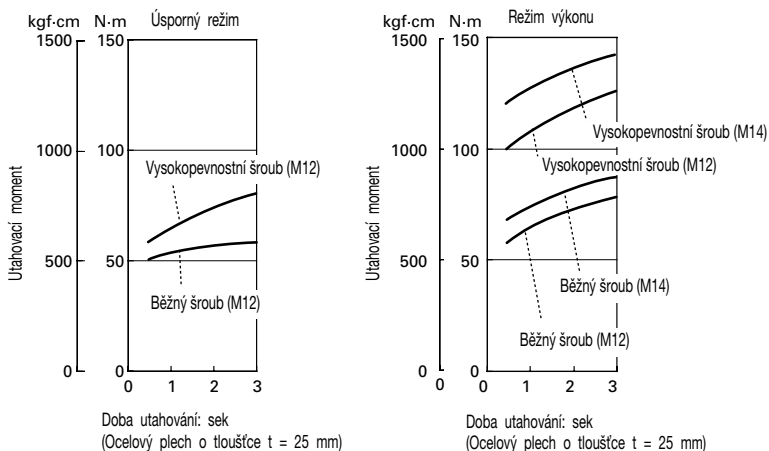 kgf·cm N·m Úsporný režim
1500 150
1000 100
Vysokopevnostní šroub (M12)
Utahovací moment
500 50
Běžný šroub (M12)
0 0
0 1 2 3
Doba utahování: sek
(Ocelový plech o tloušťce t = 25 mm)
kgf·cm N·m Režim výkonu
1500 150
Vysokopevnostní šroub (M14)
1000 100
Vysokopevnostní šroub (M12)
Utahovací moment
500 50
Běžný šroub (M14)
Běžný šroub (M12)
0 0
0 0 1 2 3
Doba utahování: sek
(Ocelový plech o tloušťce t = 25 mm)